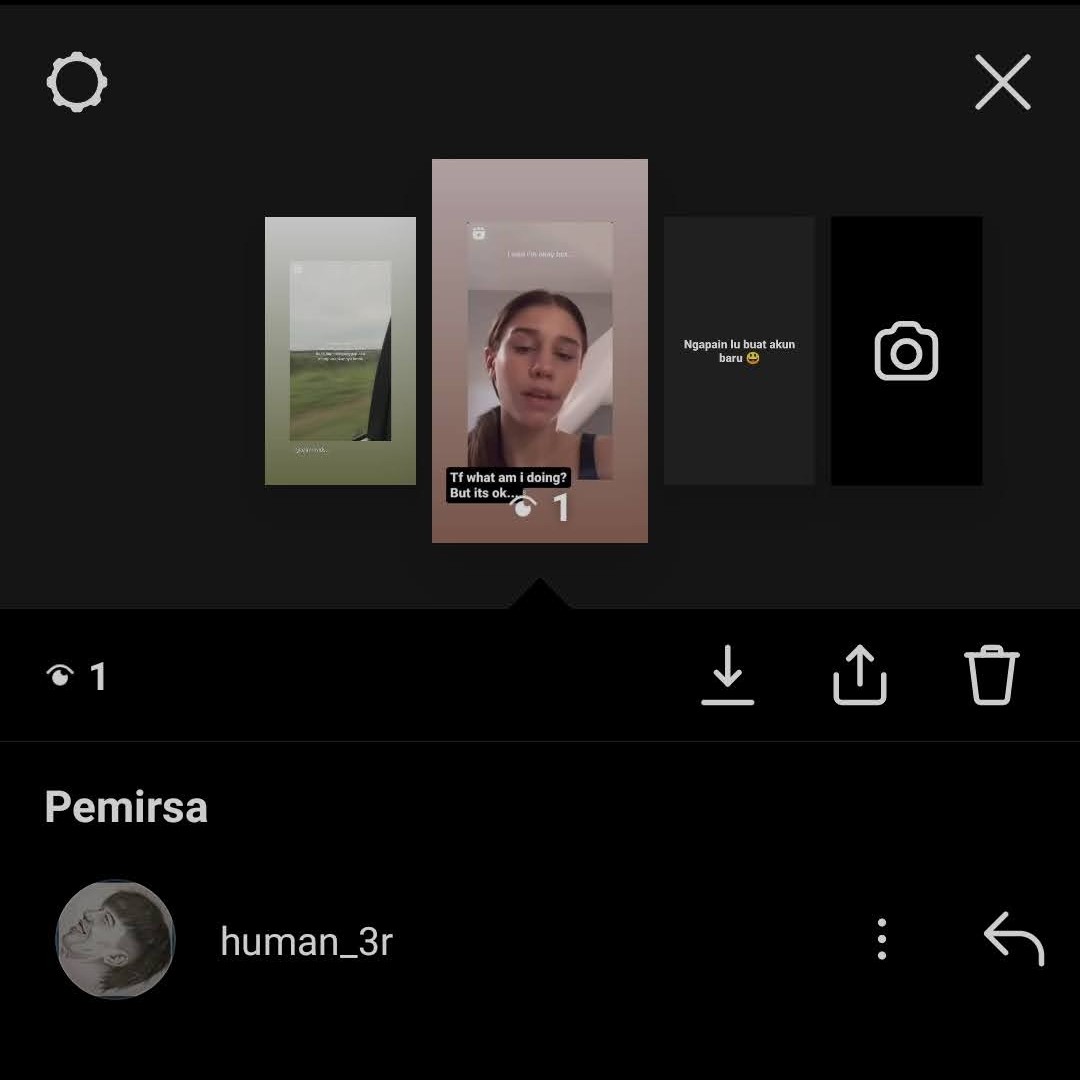 I said I'm okay but...
Tf what am i doing?
But its ok...
1
Ngapain lu buat akun
baru 😃
1
Pemirsa
human_3r